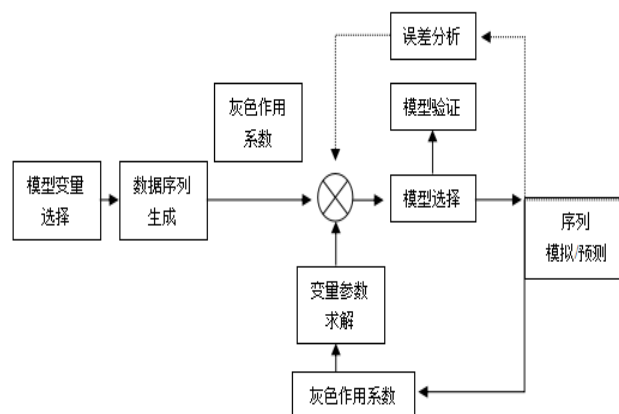 误差分析
灰色作用
系数
模型验证
模型变量
选择
数据序列
生成
模型选择
序列
模拟/预测
变量参数
求解
灰色作用系数